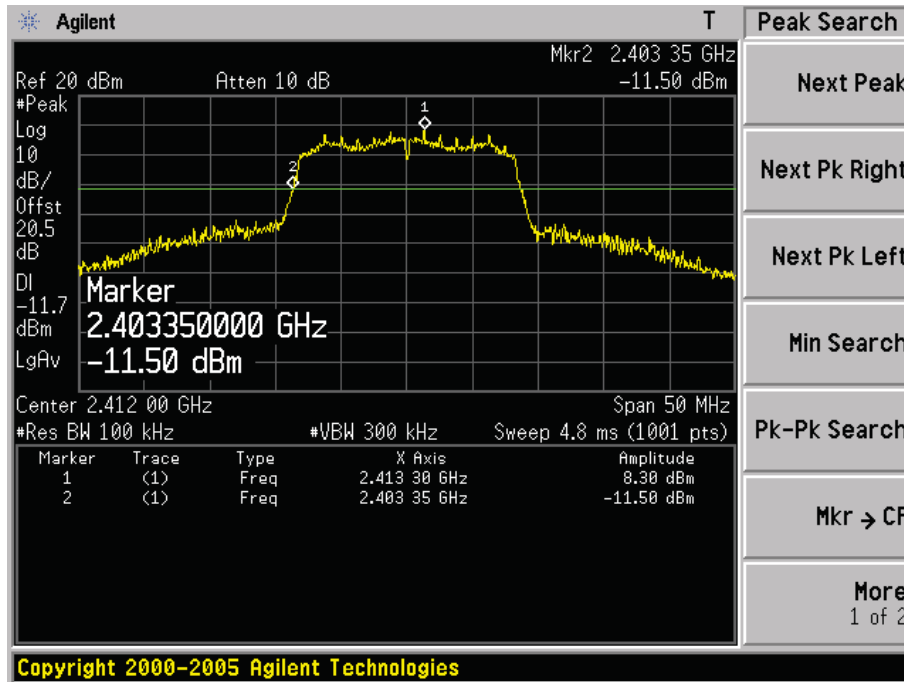 Agilent T Peak Search
Mkr2 2.403 35 GHz
Ref 20 dBm Atten 10 dB -11.50 dBm
Next Peak
#Peak
Log
10
dB/
Offst
20.5
dB
DI
-11.7
dBm
LgAv
1
2
Marker
2.403350000 GHz
-11.50 dBm
Next Pk Right
Next Pk Left
Min Search
Center 2.412 00 GHz Span 50 MHz
#Res BW 100 kHz #VBW 300 kHz Sweep 4.8 ms (1001 pts)
Pk-Pk Search
Marker Trace Type X Axis Amplitude
1 (1) Freq 2.413 30 GHz 8.30 dBm
2 (1) Freq 2.403 35 GHz -11.50 dBm
Mkr → CF
More
1 of 2
Copyright 2000-2005 Agilent Technologies